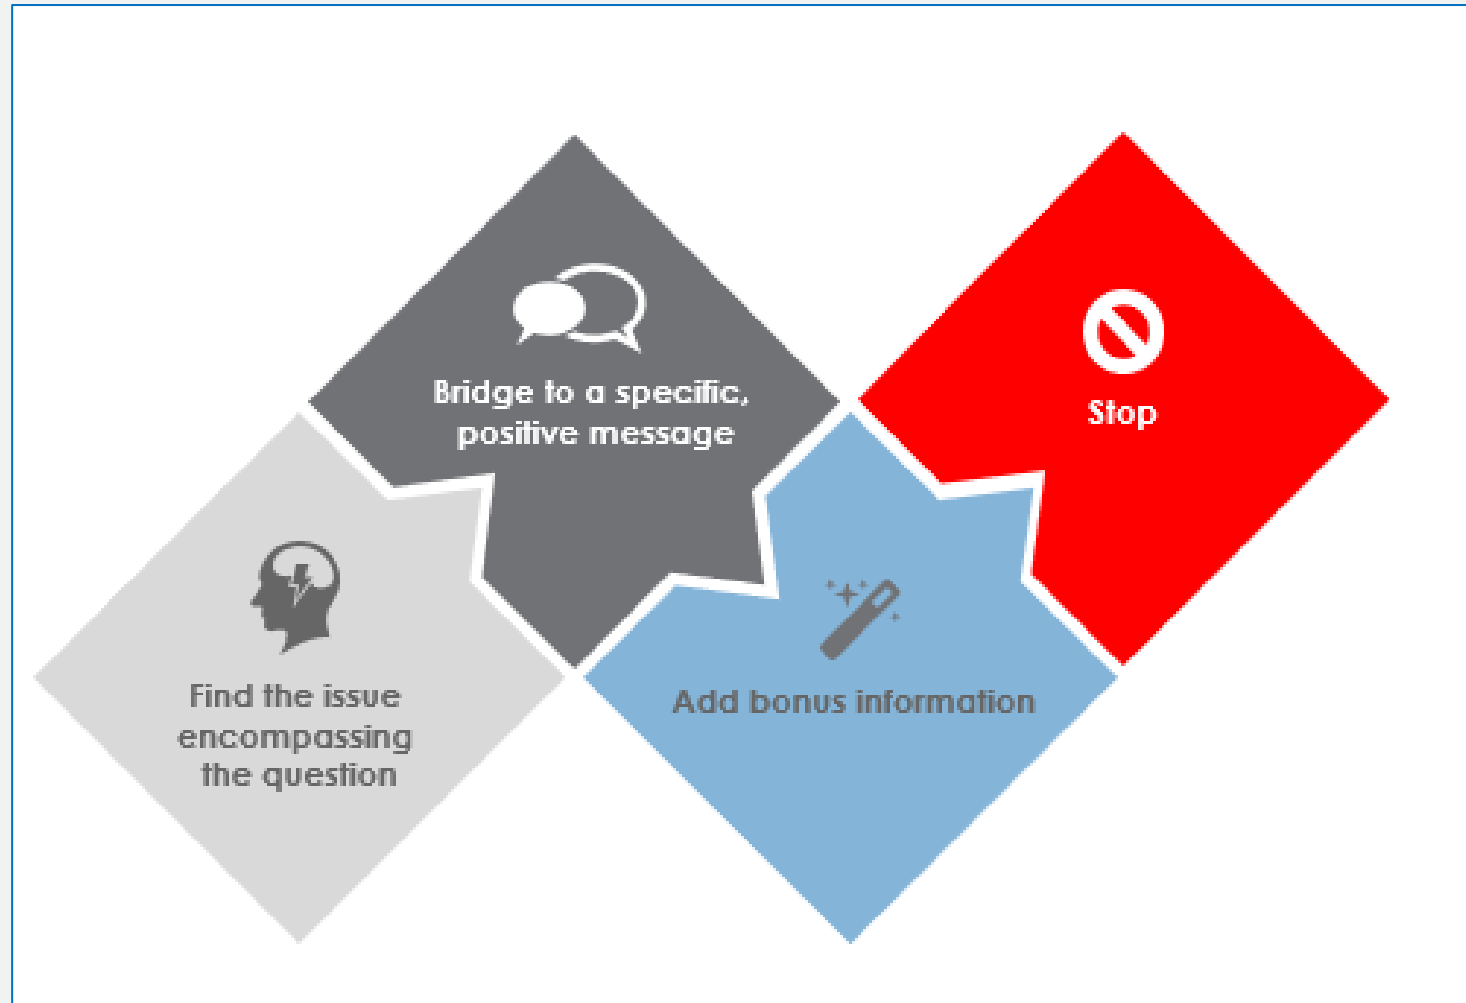 Find the issue
encompassing
the question
Bridge to a specific,
positive message
Add bonus information
Stop